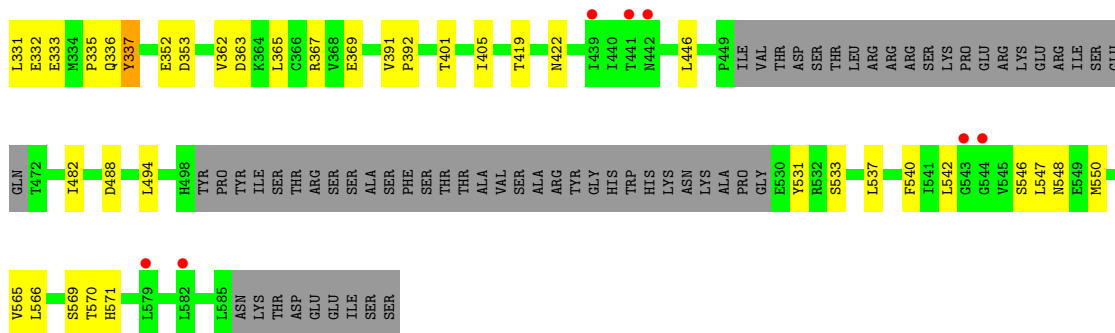 L331 E332 E333 M334 P335 Q336 Y337 E352 D353 V362 D363 K364 L365 C366 R367 V368 E369 V391 P392 T401 I405 T419 N422 I439 I440 T441 N442 L446 P449 ILE VAL THR ASP SER THR LEU ARG ARG ARG SER LYS PRO GLU ARG LYS GLU ARG ILE SER GLU
GLN T472 I482 D488 L494 H498 TYR PRO TYR ILE SER THR ARG SER SER ALA SER PHE SER THR THR ALA VAL SER ALA ARG TYR GLY HIS TRP HIS LYS ASN LYS ALA PRO GLY E530 Y531 R532 S533 L537 F540 I541 L542 G543 G544 V545 S546 L547 N548 E549 M550
V565 L566 S569 T570 H571 L579 L582 L585 ASN LYS THR ASP GLU GLU ILE SER SER